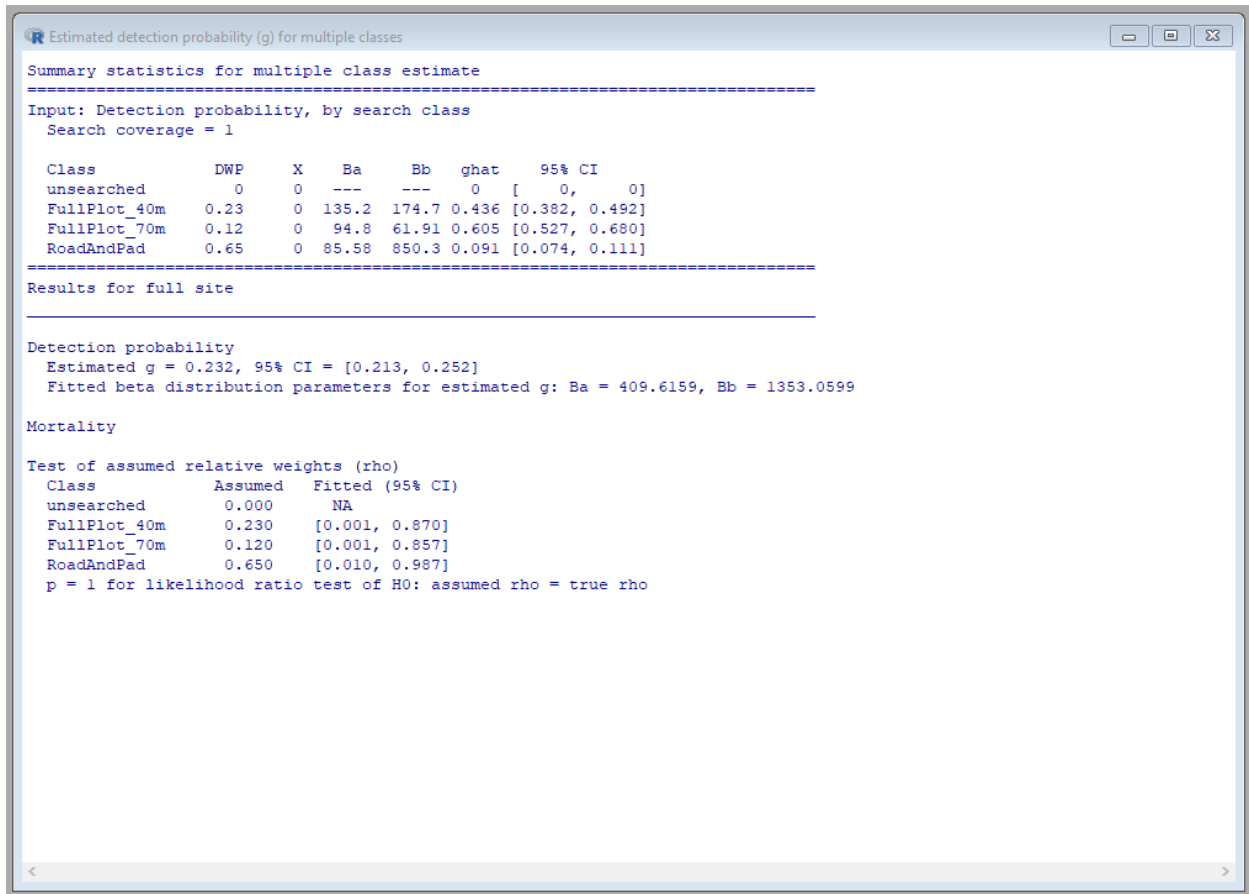 Estimated detection probability (g) for multiple classes
Summary statistics for multiple class estimate
================================================================================
Input: Detection probability, by search class
  Search coverage = 1
  Class            DWP     X    Ba     Bb   ghat    95% CI
  unsearched         0     0   ---    ---    0   [    0,     0]
  FullPlot_40m    0.23     0  135.2  174.7 0.436 [0.382, 0.492]
  FullPlot_70m    0.12     0   94.8  61.91 0.605 [0.527, 0.680]
  RoadAndPad      0.65     0  85.58  850.3 0.091 [0.074, 0.111]
================================================================================
Results for full site
________________________________________________________________________________
Detection probability
  Estimated g = 0.232, 95% CI = [0.213, 0.252]
  Fitted beta distribution parameters for estimated g: Ba = 409.6159, Bb = 1353.0599
Mortality
Test of assumed relative weights (rho)
  Class            Assumed   Fitted (95% CI)
  unsearched        0.000      NA
  FullPlot_40m      0.230    [0.001, 0.870]
  FullPlot_70m      0.120    [0.001, 0.857]
  RoadAndPad        0.650    [0.010, 0.987]
  p = 1 for likelihood ratio test of H0: assumed rho = true rho